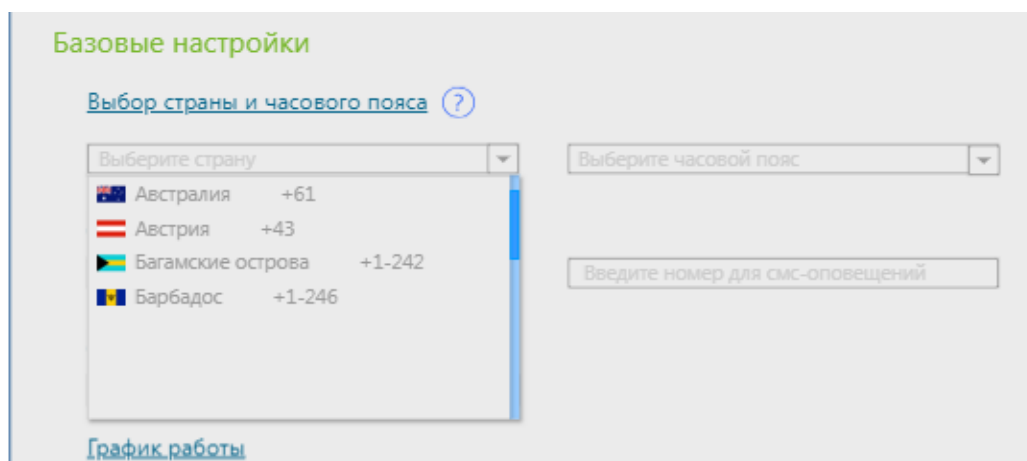 Базовые настройки
Выбор страны и часового пояса ?
Выберите страну
Выберите часовой пояс
Австралия +61
Австрия +43
Багамские острова +1-242
Введите номер для смс-оповещений
Барбадос +1-246
График работы